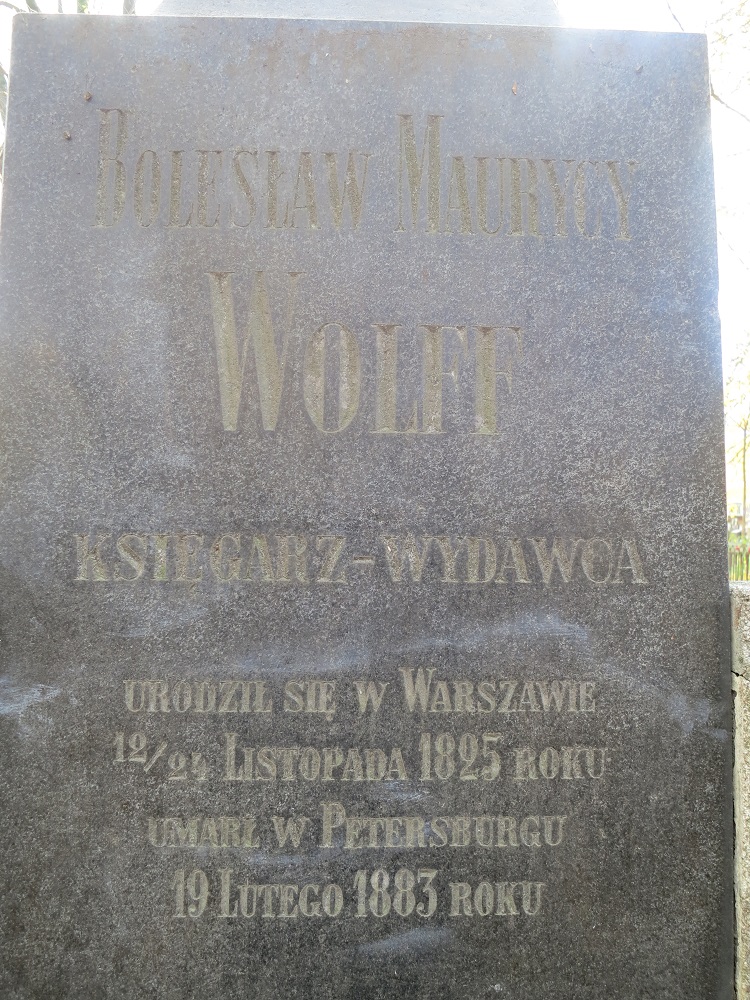 Bolesław Maurycy
Wolff
KSIĘGARZ-WYDAWCA
URODZIŁ SIĘ W WARSZAWIE
12/24 LISTOPADA 1825 ROKU
UMARŁ W PETERSBURGU
19 LUTEGO 1883 ROKU